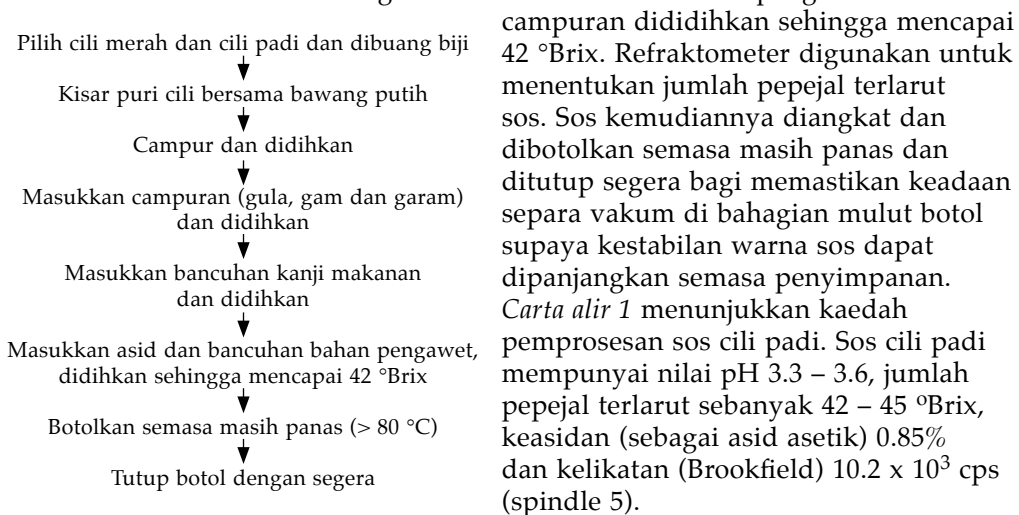 Pilih cili merah dan cili padi dan dibuang biji
Kisar puri cili bersama bawang putih
Campur dan didihkan
Masukkan campuran (gula, gam dan garam)
dan didihkan
Masukkan bancuhan kanji makanan
dan didihkan
Masukkan asid dan bancuhan bahan pengawet,
didihkan sehingga mencapai 42 °Brix
Botolkan semasa masih panas (> 80 °C)
Tutup botol dengan segera
campuran dididihkan sehingga mencapai
42 °Brix. Refraktometer digunakan untuk
menentukan jumlah pepejal terlarut
sos. Sos kemudiannya diangkat dan
dibotolkan semasa masih panas dan
ditutup segera bagi memastikan keadaan
separa vakum di bahagian mulut botol
supaya kestabilan warna sos dapat
dipanjangkan semasa penyimpanan.
Carta alir 1 menunjukkan kaedah
pemprosesan sos cili padi. Sos cili padi
mempunyai nilai pH 3.3 – 3.6, jumlah
pepejal terlarut sebanyak 42 – 45 ºBrix,
keasidan (sebagai asid asetik) 0.85%
dan kelikatan (Brookfield) 10.2 x 10³ cps
(spindle 5).